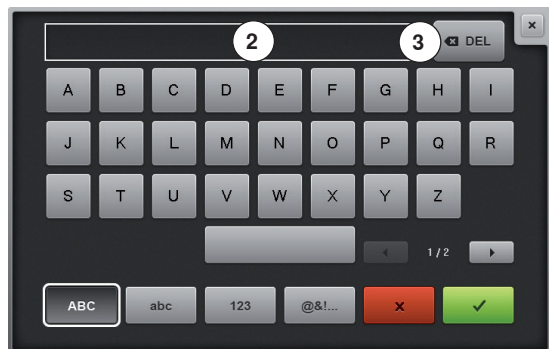 2 3 DEL ×
A B C D E F G H I
J K L M N O P Q R
S T U V W X Y Z
1/2
ABC abc 123 @&!... x ✓